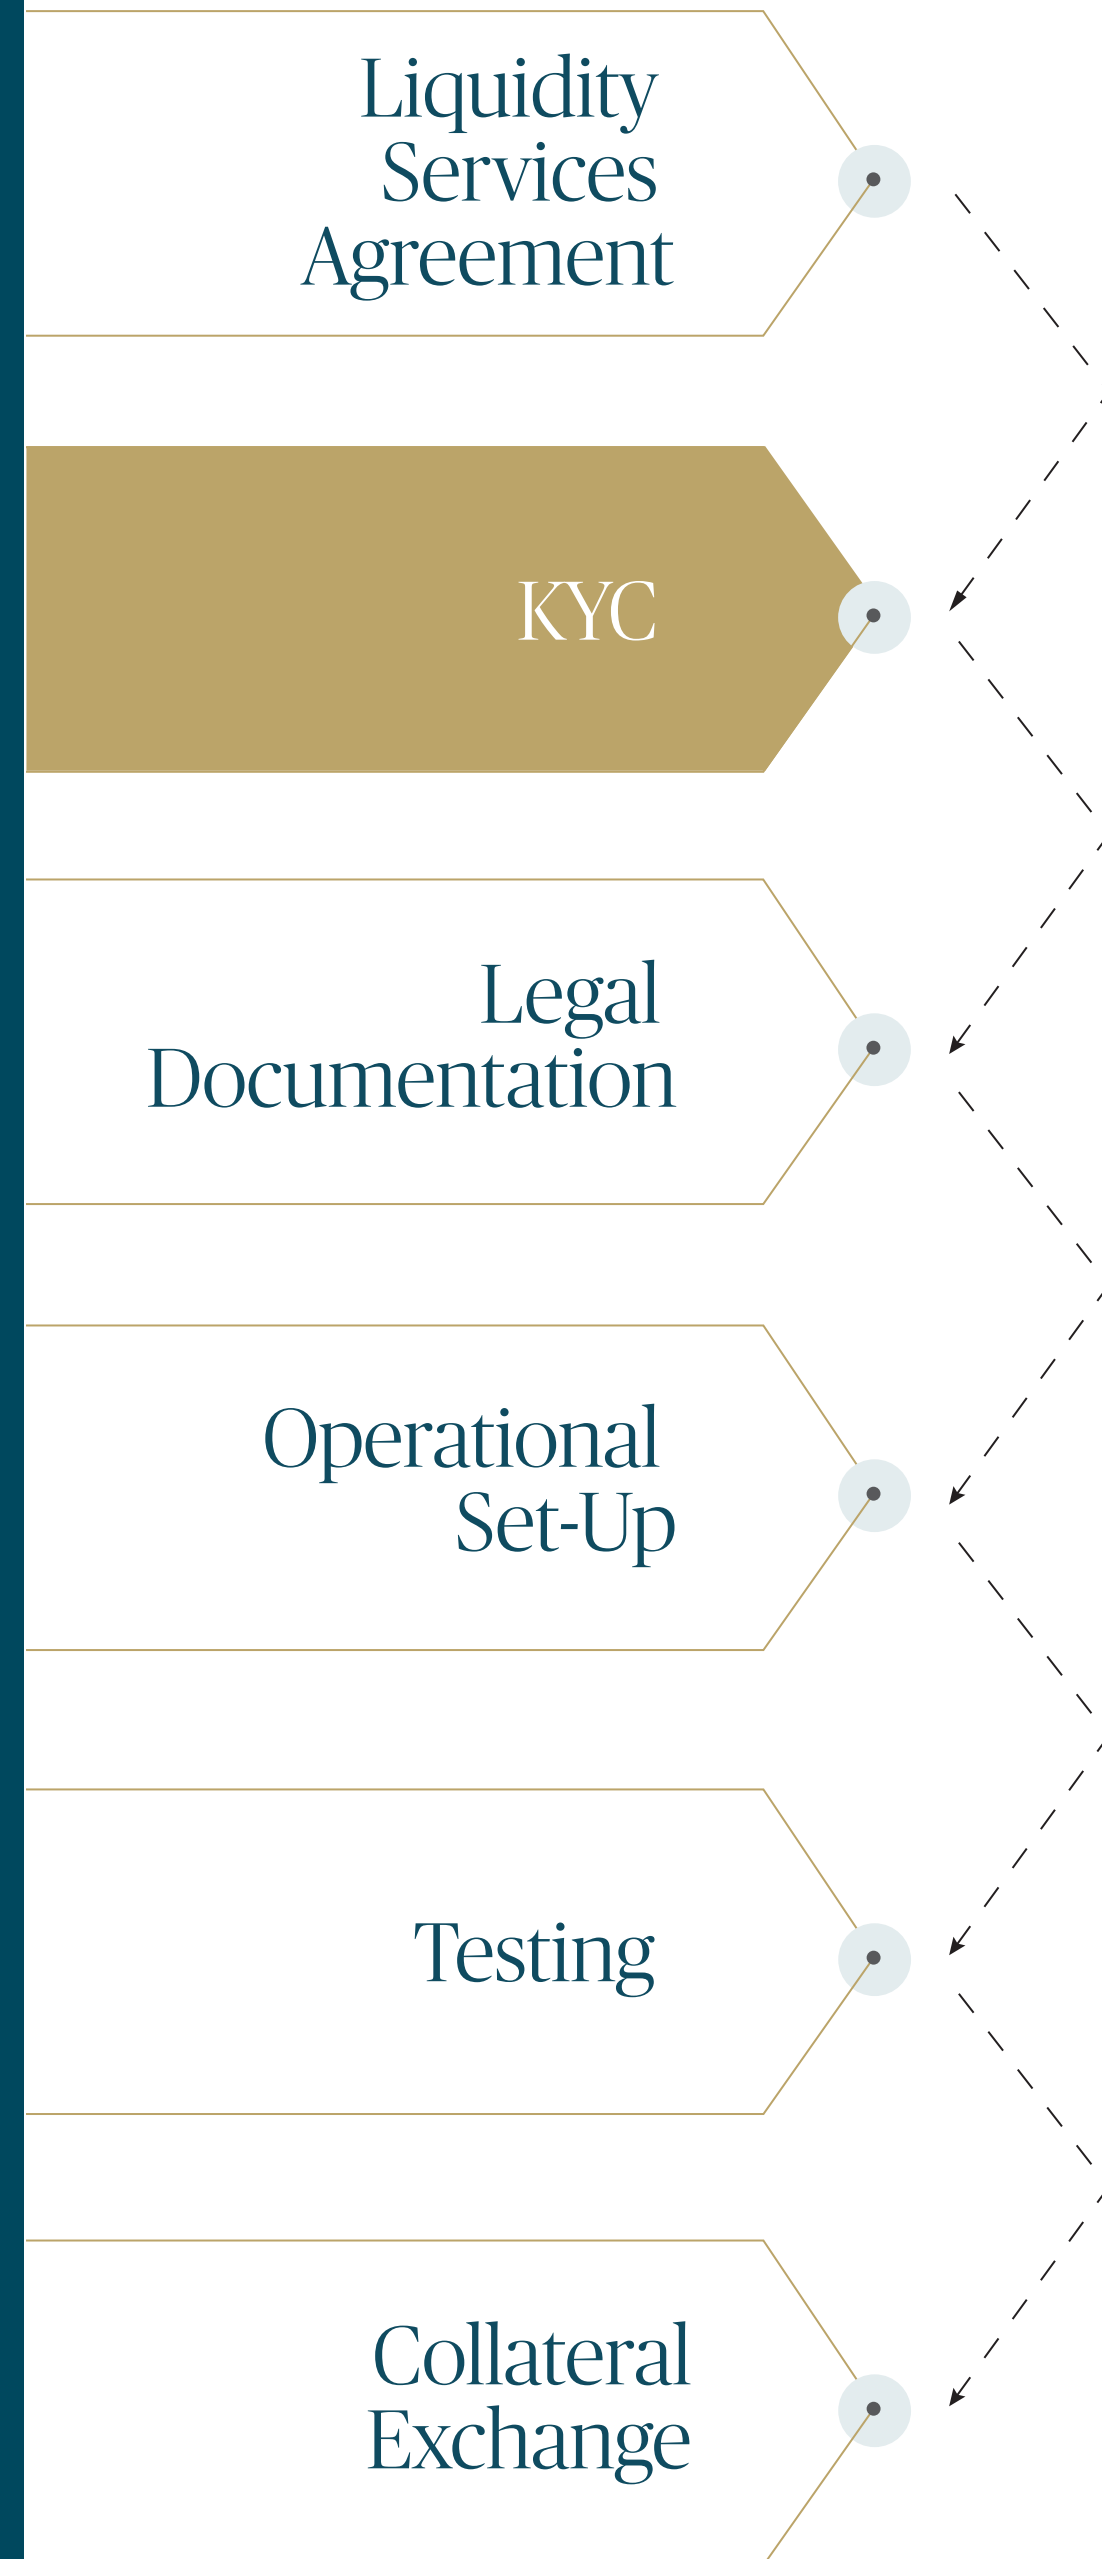 Liquidity
Services
Agreement
KYC
Legal
Documentation
Operational
Set-Up
Testing
Collateral
Exchange